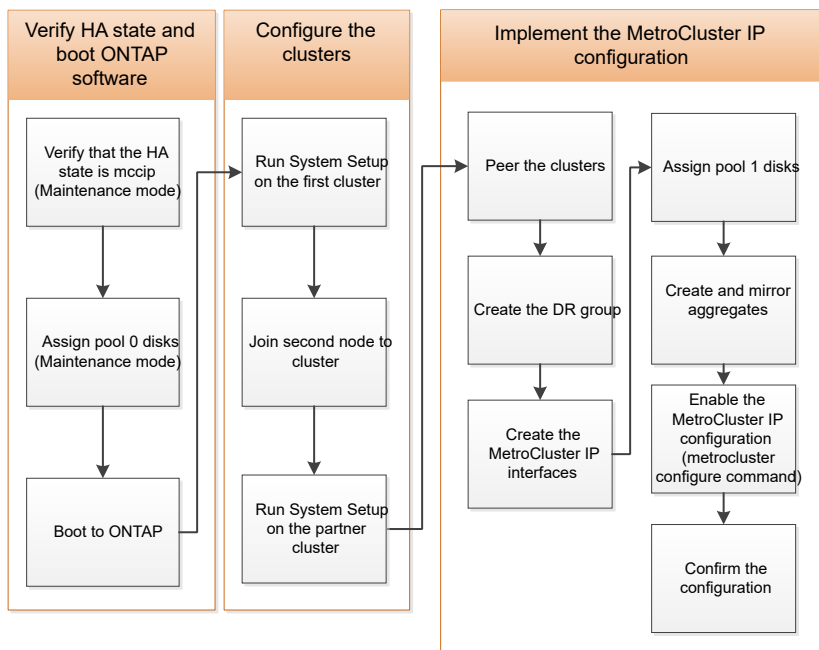 Verify HA state and
boot ONTAP
software
Verify that the HA
state is mccip
(Maintenance mode)
Assign pool 0 disks
(Maintenance mode)
Boot to ONTAP
Configure the
clusters
Run System Setup
on the first cluster
Join second node to
cluster
Run System Setup
on the partner
cluster
Implement the MetroCluster IP
configuration
Peer the clusters
Create the DR group
Create the
MetroCluster IP
interfaces
Assign pool 1 disks
Create and mirror
aggregates
Enable the
MetroCluster IP
configuration
(metrocluster
configure command)
Confirm the
configuration